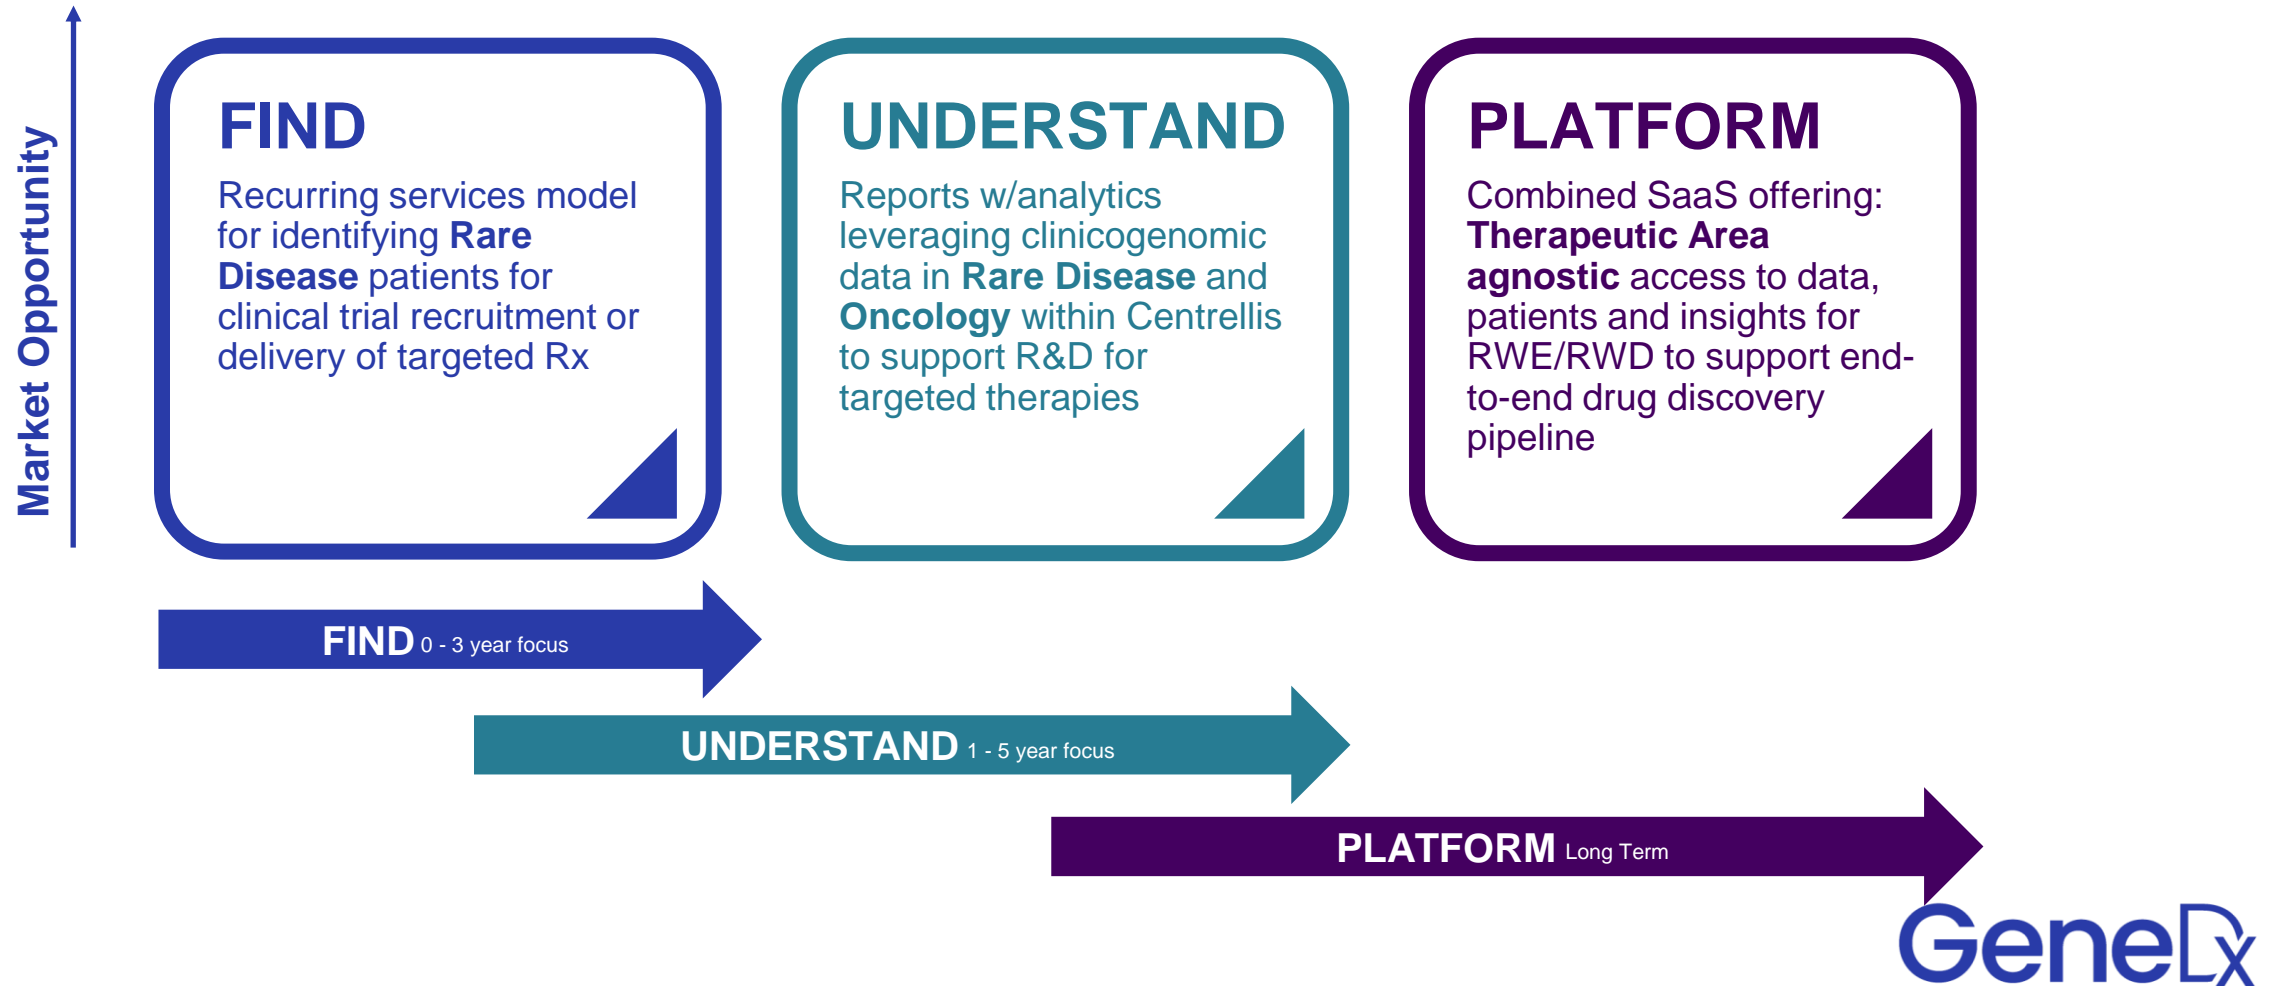 Market Opportunity
FIND
Recurring services model
for identifying Rare
Disease patients for
clinical trial recruitment or
delivery of targeted Rx
UNDERSTAND
Reports w/analytics
leveraging clinicogenomic
data in Rare Disease and
Oncology within Centrellis
to support R&D for
targeted therapies
PLATFORM
Combined SaaS offering:
Therapeutic Area
agnostic access to data,
patients and insights for
RWE/RWD to support end-
to-end drug discovery
pipeline
FIND 0 - 3 year focus
UNDERSTAND 1 - 5 year focus
PLATFORM Long Term
GeneDx